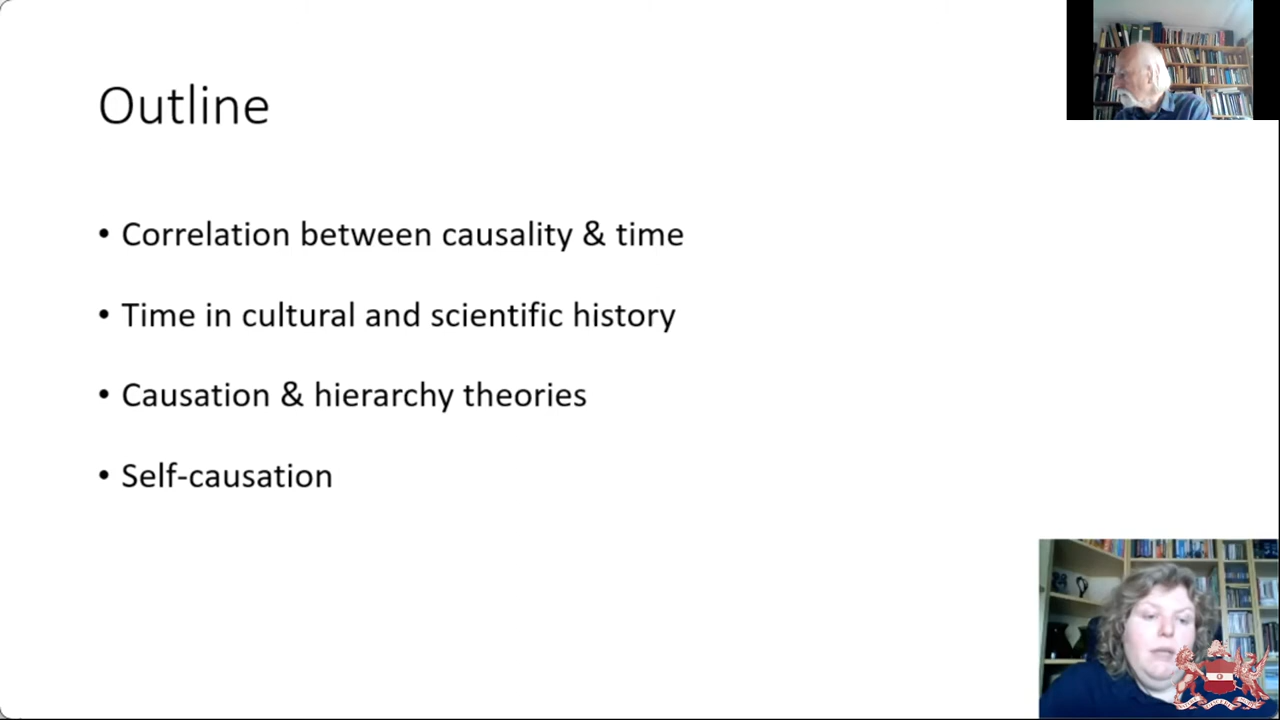 Outline
• Correlation between causality & time
• Time in cultural and scientific history
• Causation & hierarchy theories
• Self-causation